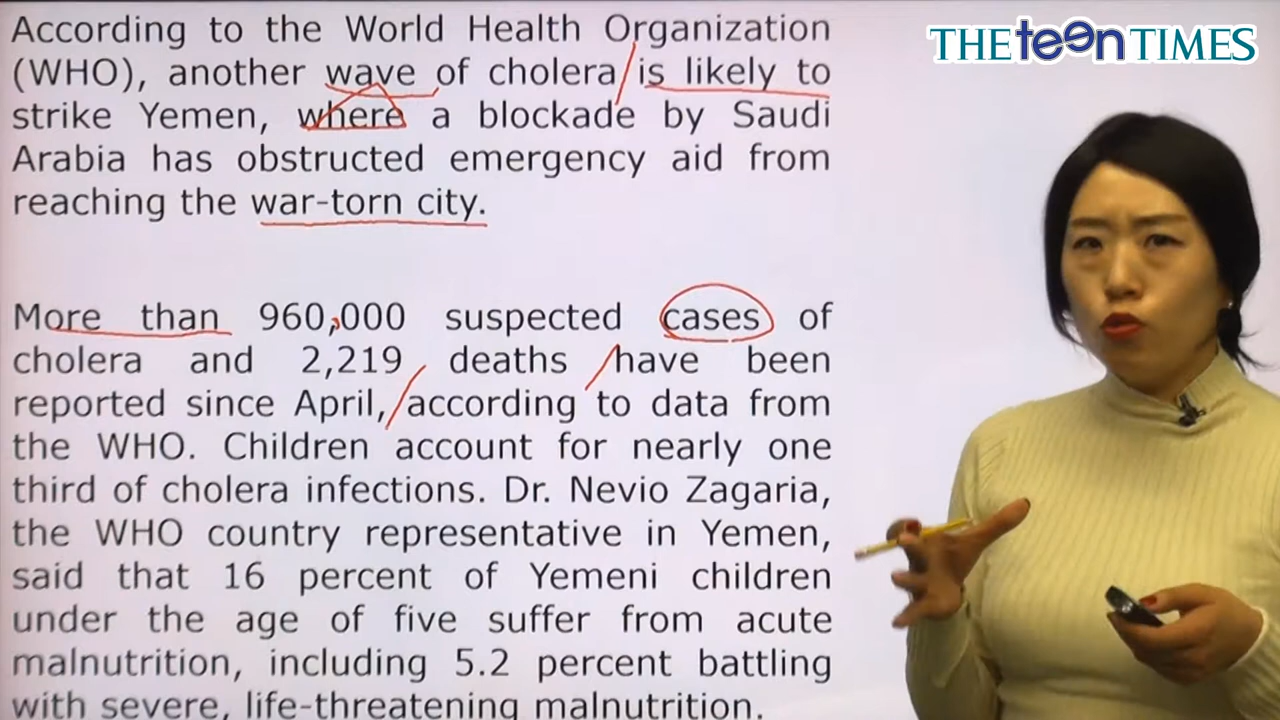 THE teen TIMES
According to the World Health Organization
(WHO), another wave of cholera is likely to
strike Yemen, where a blockade by Saudi
Arabia has obstructed emergency aid from
reaching the war-torn city.
More than 960,000 suspected cases of
cholera and 2,219 deaths have been
reported since April, according to data from
the WHO. Children account for nearly one
third of cholera infections. Dr. Nevio Zagaria,
the WHO country representative in Yemen,
said that 16 percent of Yemeni children
under the age of five suffer from acute
malnutrition, including 5.2 percent battling
with severe, life-threatening malnutrition.